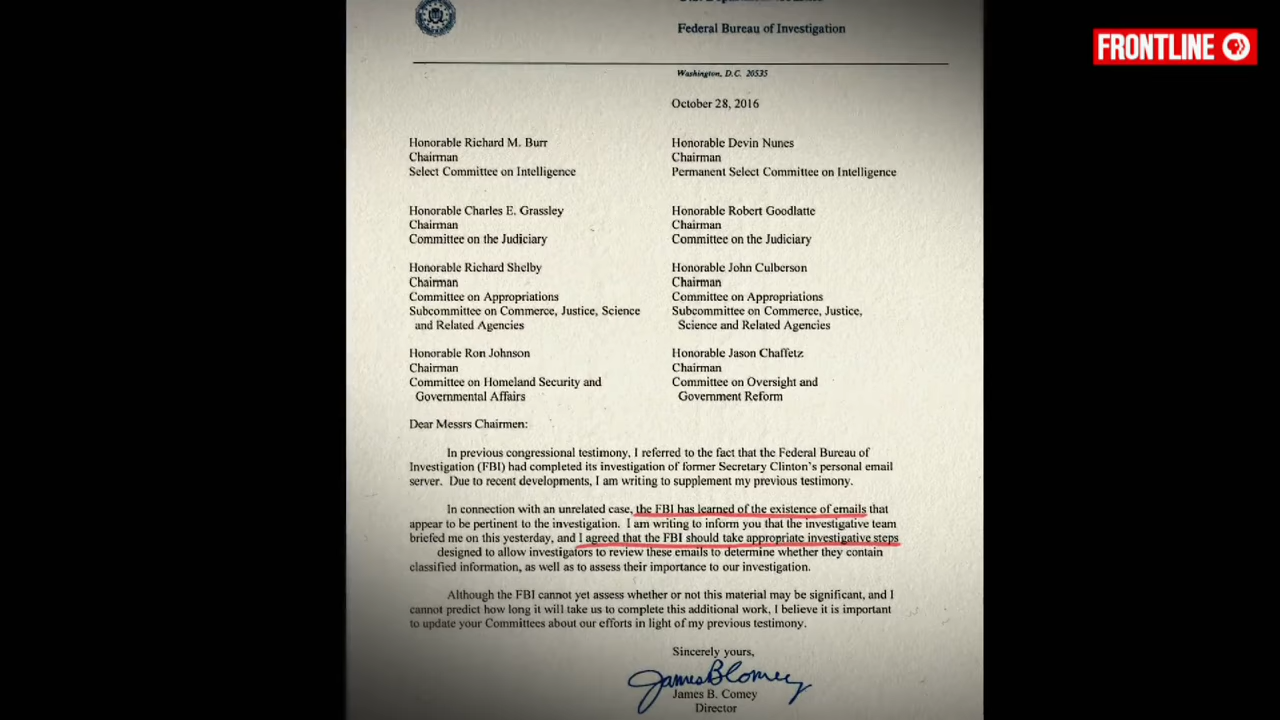 FRONTLINE
Federal Bureau of Investigation
Washington, D.C. 20535
October 28, 2016
Honorable Richard M. Burr
Chairman
Select Committee on Intelligence
Honorable Devin Nunes
Chairman
Permanent Select Committee on Intelligence
Honorable Charles E. Grassley
Chairman
Committee on the Judiciary
Honorable Robert Goodlatte
Chairman
Committee on the Judiciary
Honorable Richard Shelby
Chairman
Committee on Appropriations
Subcommittee on Commerce, Justice, Science
and Related Agencies
Honorable John Culberson
Chairman
Committee on Appropriations
Subcommittee on Commerce, Justice,
Science and Related Agencies
Honorable Ron Johnson
Chairman
Committee on Homeland Security and
Governmental Affairs
Honorable Jason Chaffetz
Chairman
Committee on Oversight and
Government Reform
Dear Messrs Chairmen:
In previous congressional testimony, I referred to the fact that the Federal Bureau of
Investigation (FBI) had completed its investigation of former Secretary Clinton's personal email
server. Due to recent developments, I am writing to supplement my previous testimony.
In connection with an unrelated case, the FBI has learned of the existence of emails that
appear to be pertinent to the investigation. I am writing to inform you that the investigative team
briefed me on this yesterday, and I agreed that the FBI should take appropriate investigative steps
designed to allow investigators to review these emails to determine whether they contain
classified information, as well as to assess their importance to our investigation.
Although the FBI cannot yet assess whether or not this material may be significant, and I
cannot predict how long it will take us to complete this additional work, I believe it is important
to update your Committees about our efforts in light of my previous testimony.
Sincerely yours,
James B Comey
James B. Comey
Director